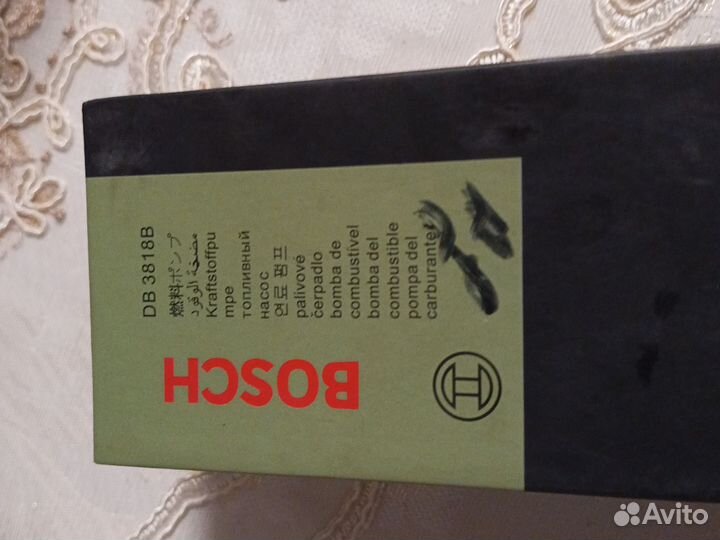 DB 3818B
燃料ポンプ
مضخة الوقود
Kraftstoffpu
mpe
топливный
насос
연료 펌프
palivové
čerpadlo
bomba de
combustível
bomba del
combustible
pompa del
carburante
BOSCH
Avito